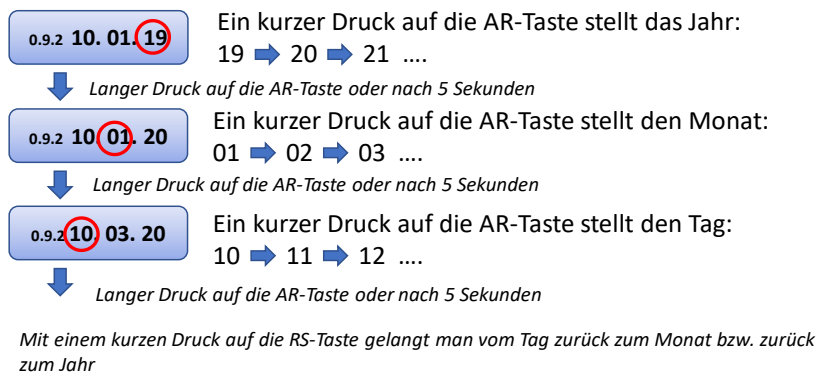 0.9.2 10. 01. 19
Ein kurzer Druck auf die AR-Taste stellt das Jahr:
19 20 21 ....
Langer Druck auf die AR-Taste oder nach 5 Sekunden
0.9.2 10. 01. 20
Ein kurzer Druck auf die AR-Taste stellt den Monat:
01 02 03 ....
Langer Druck auf die AR-Taste oder nach 5 Sekunden
0.9.2 10. 03. 20
Ein kurzer Druck auf die AR-Taste stellt den Tag:
10 11 12 ....
Langer Druck auf die AR-Taste oder nach 5 Sekunden
Mit einem kurzen Druck auf die RS-Taste gelangt man vom Tag zurück zum Monat bzw. zurück
zum Jahr